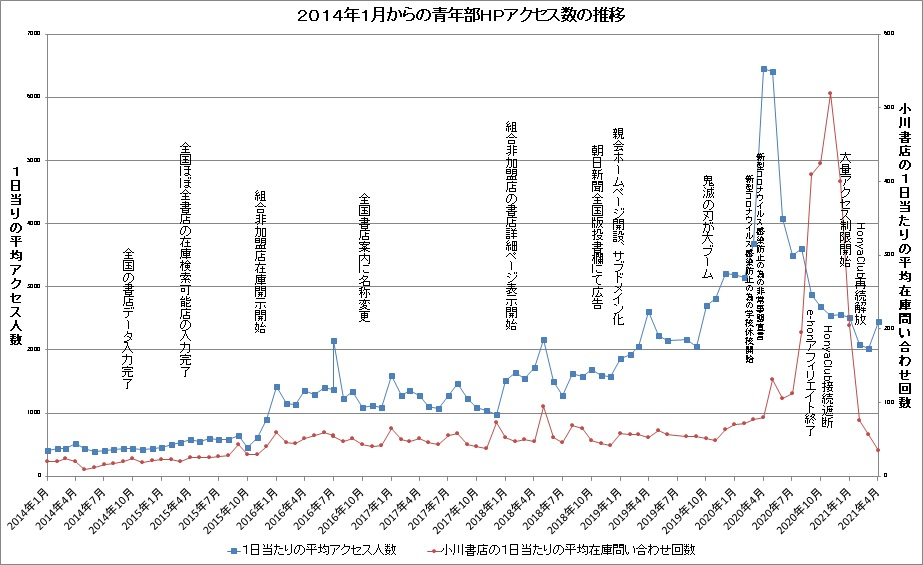 2014年1月からの青年部HPアクセス数の推移
7000
6000
5000
4000
3000
2000
1000
0
1日当りの平均アクセス人数
600
500
400
300
200
100
0
小川書店の1日当たりの平均在庫問い合わせ回数
全国の書店データ入力完了
全国ほぼ全書店の在庫検索可能店の入力完了
組合非加盟店在庫開示開始
全国書店案内に名称変更
組合非加盟店の書店詳細ページ表示開始
朝日新聞全国版投書欄にて広告
親会ホームページ開設、サブドメイン化
鬼滅の刃が大ブーム
新型コロナウイルス感染防止の為の学校休校開始
新型コロナウイルス感染防止の為の非常事態宣言
e-honアフィリエイト終了
HonyaClub接続遮断
大量アクセス制限開始
HonyaClub再続解放
2014年1月
2014年4月
2014年7月
2014年10月
2015年1月
2015年4月
2015年7月
2015年10月
2016年1月
2016年4月
2016年7月
2016年10月
2017年1月
2017年4月
2017年7月
2017年10月
2018年1月
2018年4月
2018年7月
2018年10月
2019年1月
2019年4月
2019年7月
2019年10月
2020年1月
2020年4月
2020年7月
2020年10月
2021年1月
2021年4月
1日当たりの平均アクセス人数
小川書店の1日当たりの平均在庫問い合わせ回数